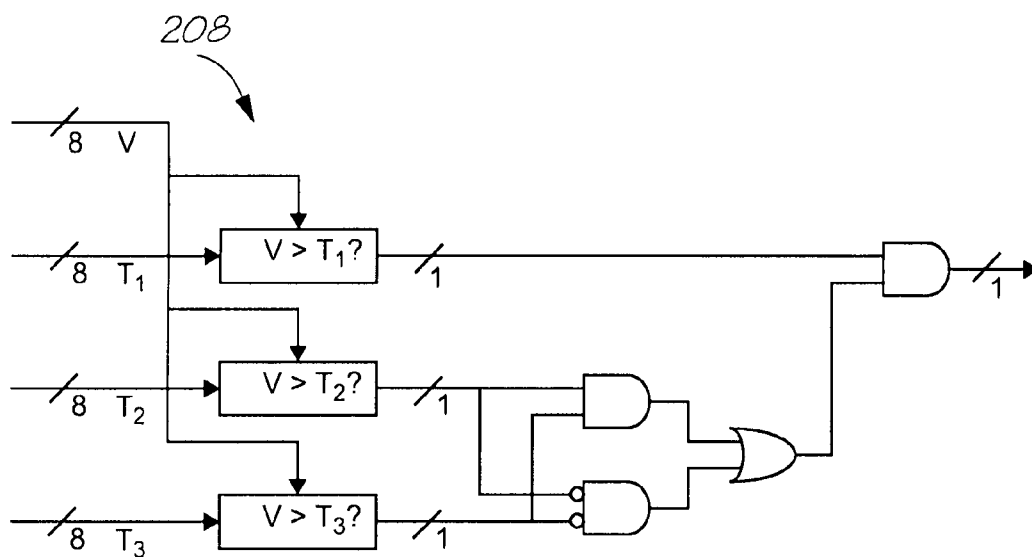 208
8 V
8 T₁
V > T₁?
1
1
8 T₂
V > T₂?
1
8 T₃
V > T₃?
1